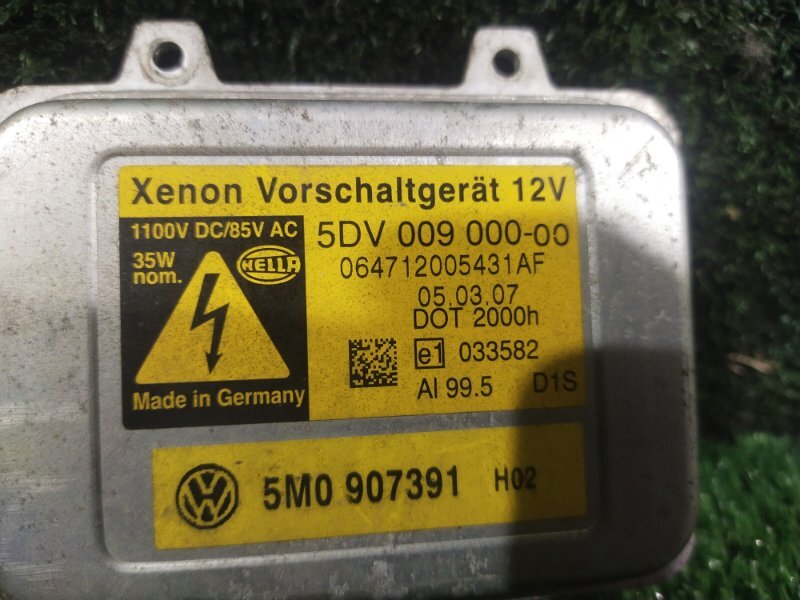 Xenon Vorschaltgerät 12V
1100V DC/85V AC
35W
nom.
HELLA
Made in Germany
5DV 009 000-00
064712005431AF
05.03.07
DOT 2000h
e1 033582
Al 99.5 D1S
VW 5M0 907391 H02